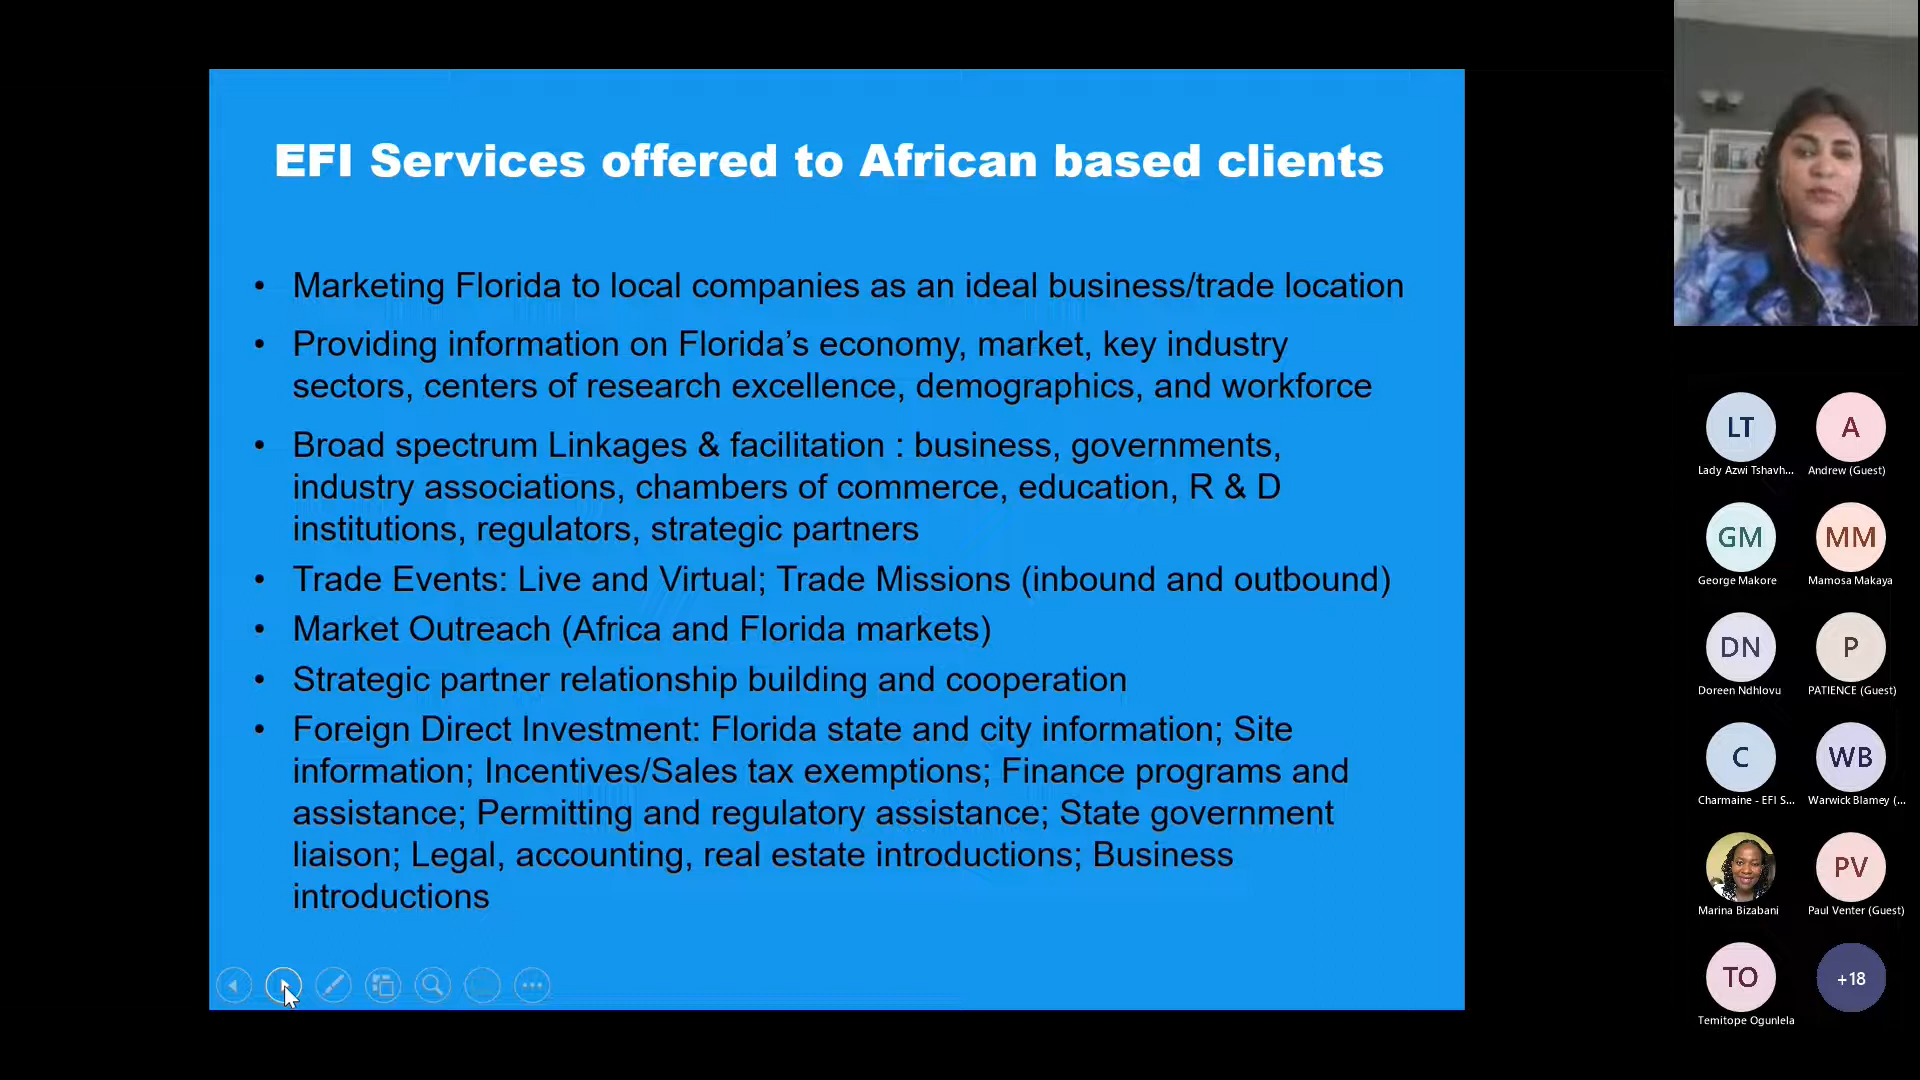 EFI Services offered to African based clients
• Marketing Florida to local companies as an ideal business/trade location
• Providing information on Florida’s economy, market, key industry
sectors, centers of research excellence, demographics, and workforce
• Broad spectrum Linkages & facilitation : business, governments,
industry associations, chambers of commerce, education, R & D
institutions, regulators, strategic partners
• Trade Events: Live and Virtual; Trade Missions (inbound and outbound)
• Market Outreach (Africa and Florida markets)
• Strategic partner relationship building and cooperation
• Foreign Direct Investment: Florida state and city information; Site
information; Incentives/Sales tax exemptions; Finance programs and
assistance; Permitting and regulatory assistance; State government
liaison; Legal, accounting, real estate introductions; Business
introductions
LT
Lady Azwi Tshavh...
A
Andrew (Guest)
GM
George Makore
MM
Mamosa Makaya
DN
Doreen Ndhlovu
P
PATIENCE (Guest)
C
Charmaine - EFI S...
WB
Warwick Blamey (...
Marina Bizabani
PV
Paul Venter (Guest)
TO
Temitope Ogunlela
+18